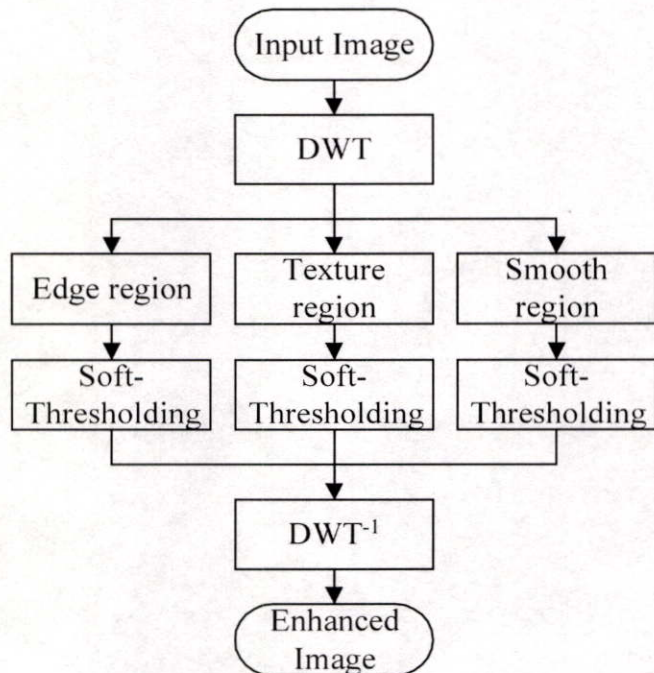 Input Image
DWT
Edge region
Texture
region
Smooth
region
Soft-
Thresholding
Soft-
Thresholding
Soft-
Thresholding
DWT⁻¹
Enhanced
Image